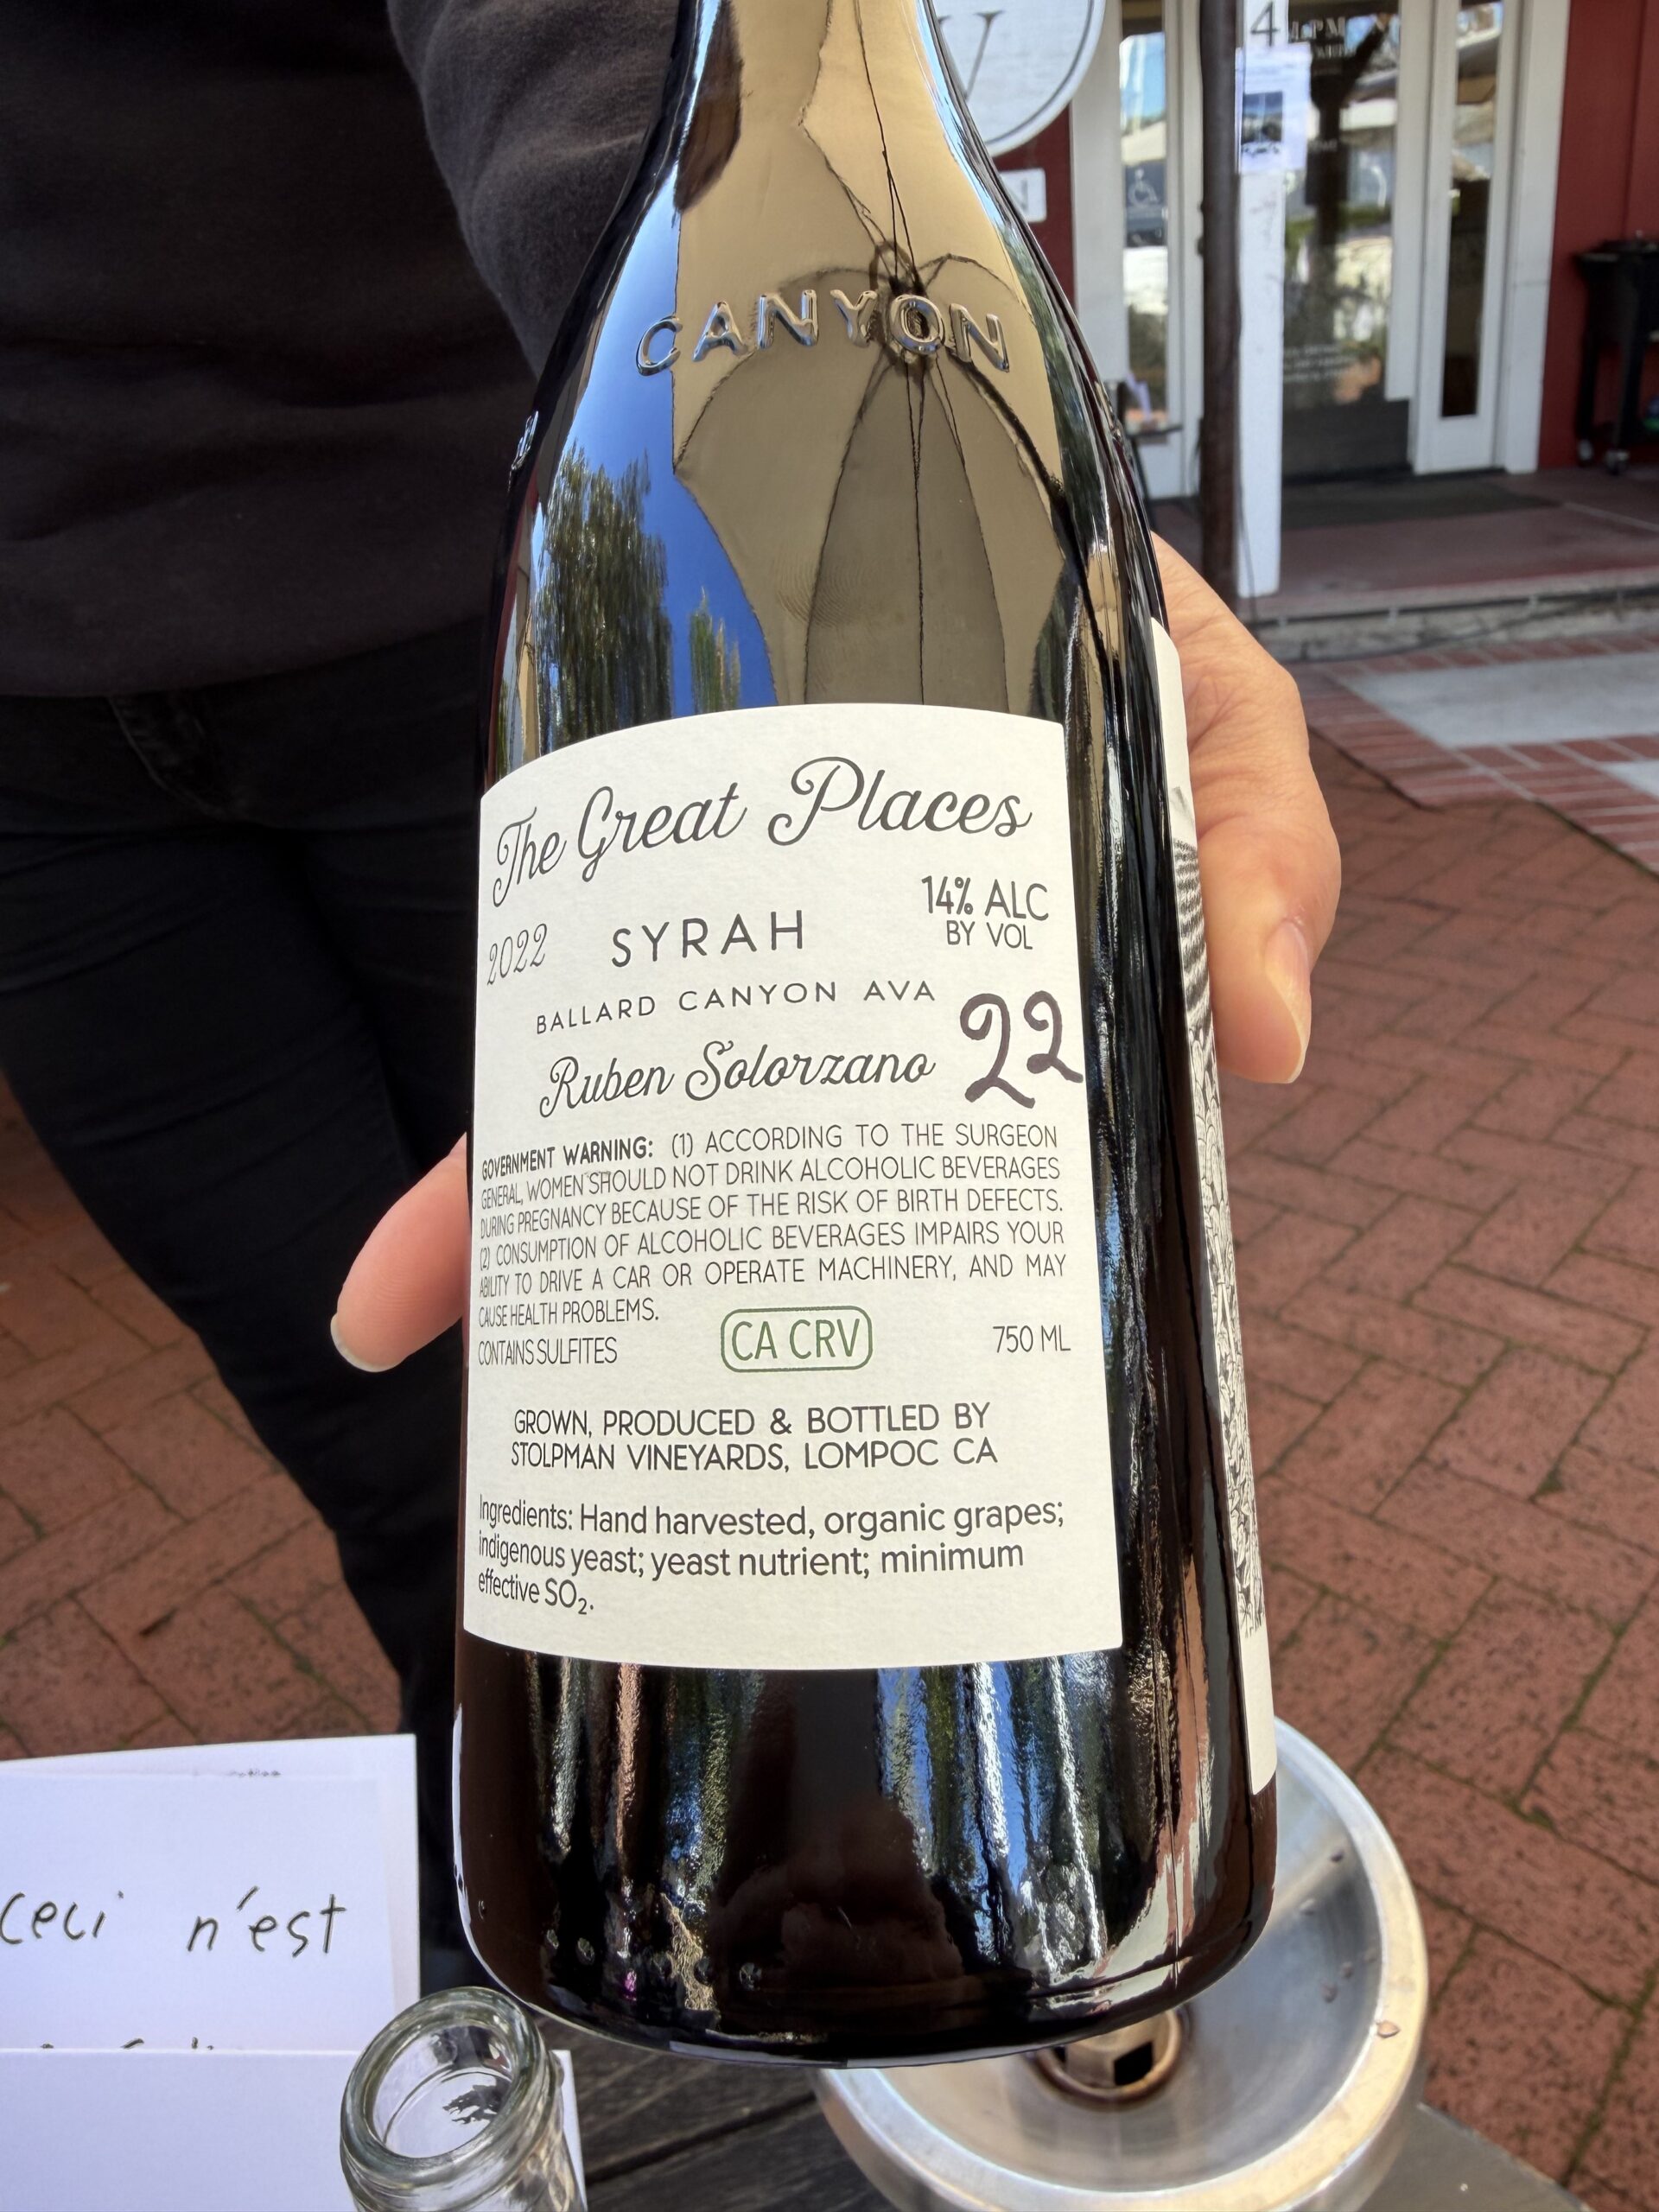 4
CANYON
The Great Places
2022 SYRAH 14% ALC
BY VOL
BALLARD CANYON AVA
Ruben Solorzano 22
GOVERNMENT WARNING: (1) ACCORDING TO THE SURGEON
GENERAL, WOMEN SHOULD NOT DRINK ALCOHOLIC BEVERAGES
DURING PREGNANCY BECAUSE OF THE RISK OF BIRTH DEFECTS.
(2) CONSUMPTION OF ALCOHOLIC BEVERAGES IMPAIRS YOUR
ABILITY TO DRIVE A CAR OR OPERATE MACHINERY, AND MAY
CAUSE HEALTH PROBLEMS.
CONTAINS SULFITES CA CRV 750 ML
GROWN, PRODUCED & BOTTLED BY
STOLPMAN VINEYARDS, LOMPOC CA
Ingredients: Hand harvested, organic grapes;
indigenous yeast; yeast nutrient; minimum
effective SO₂.
ceci n'est